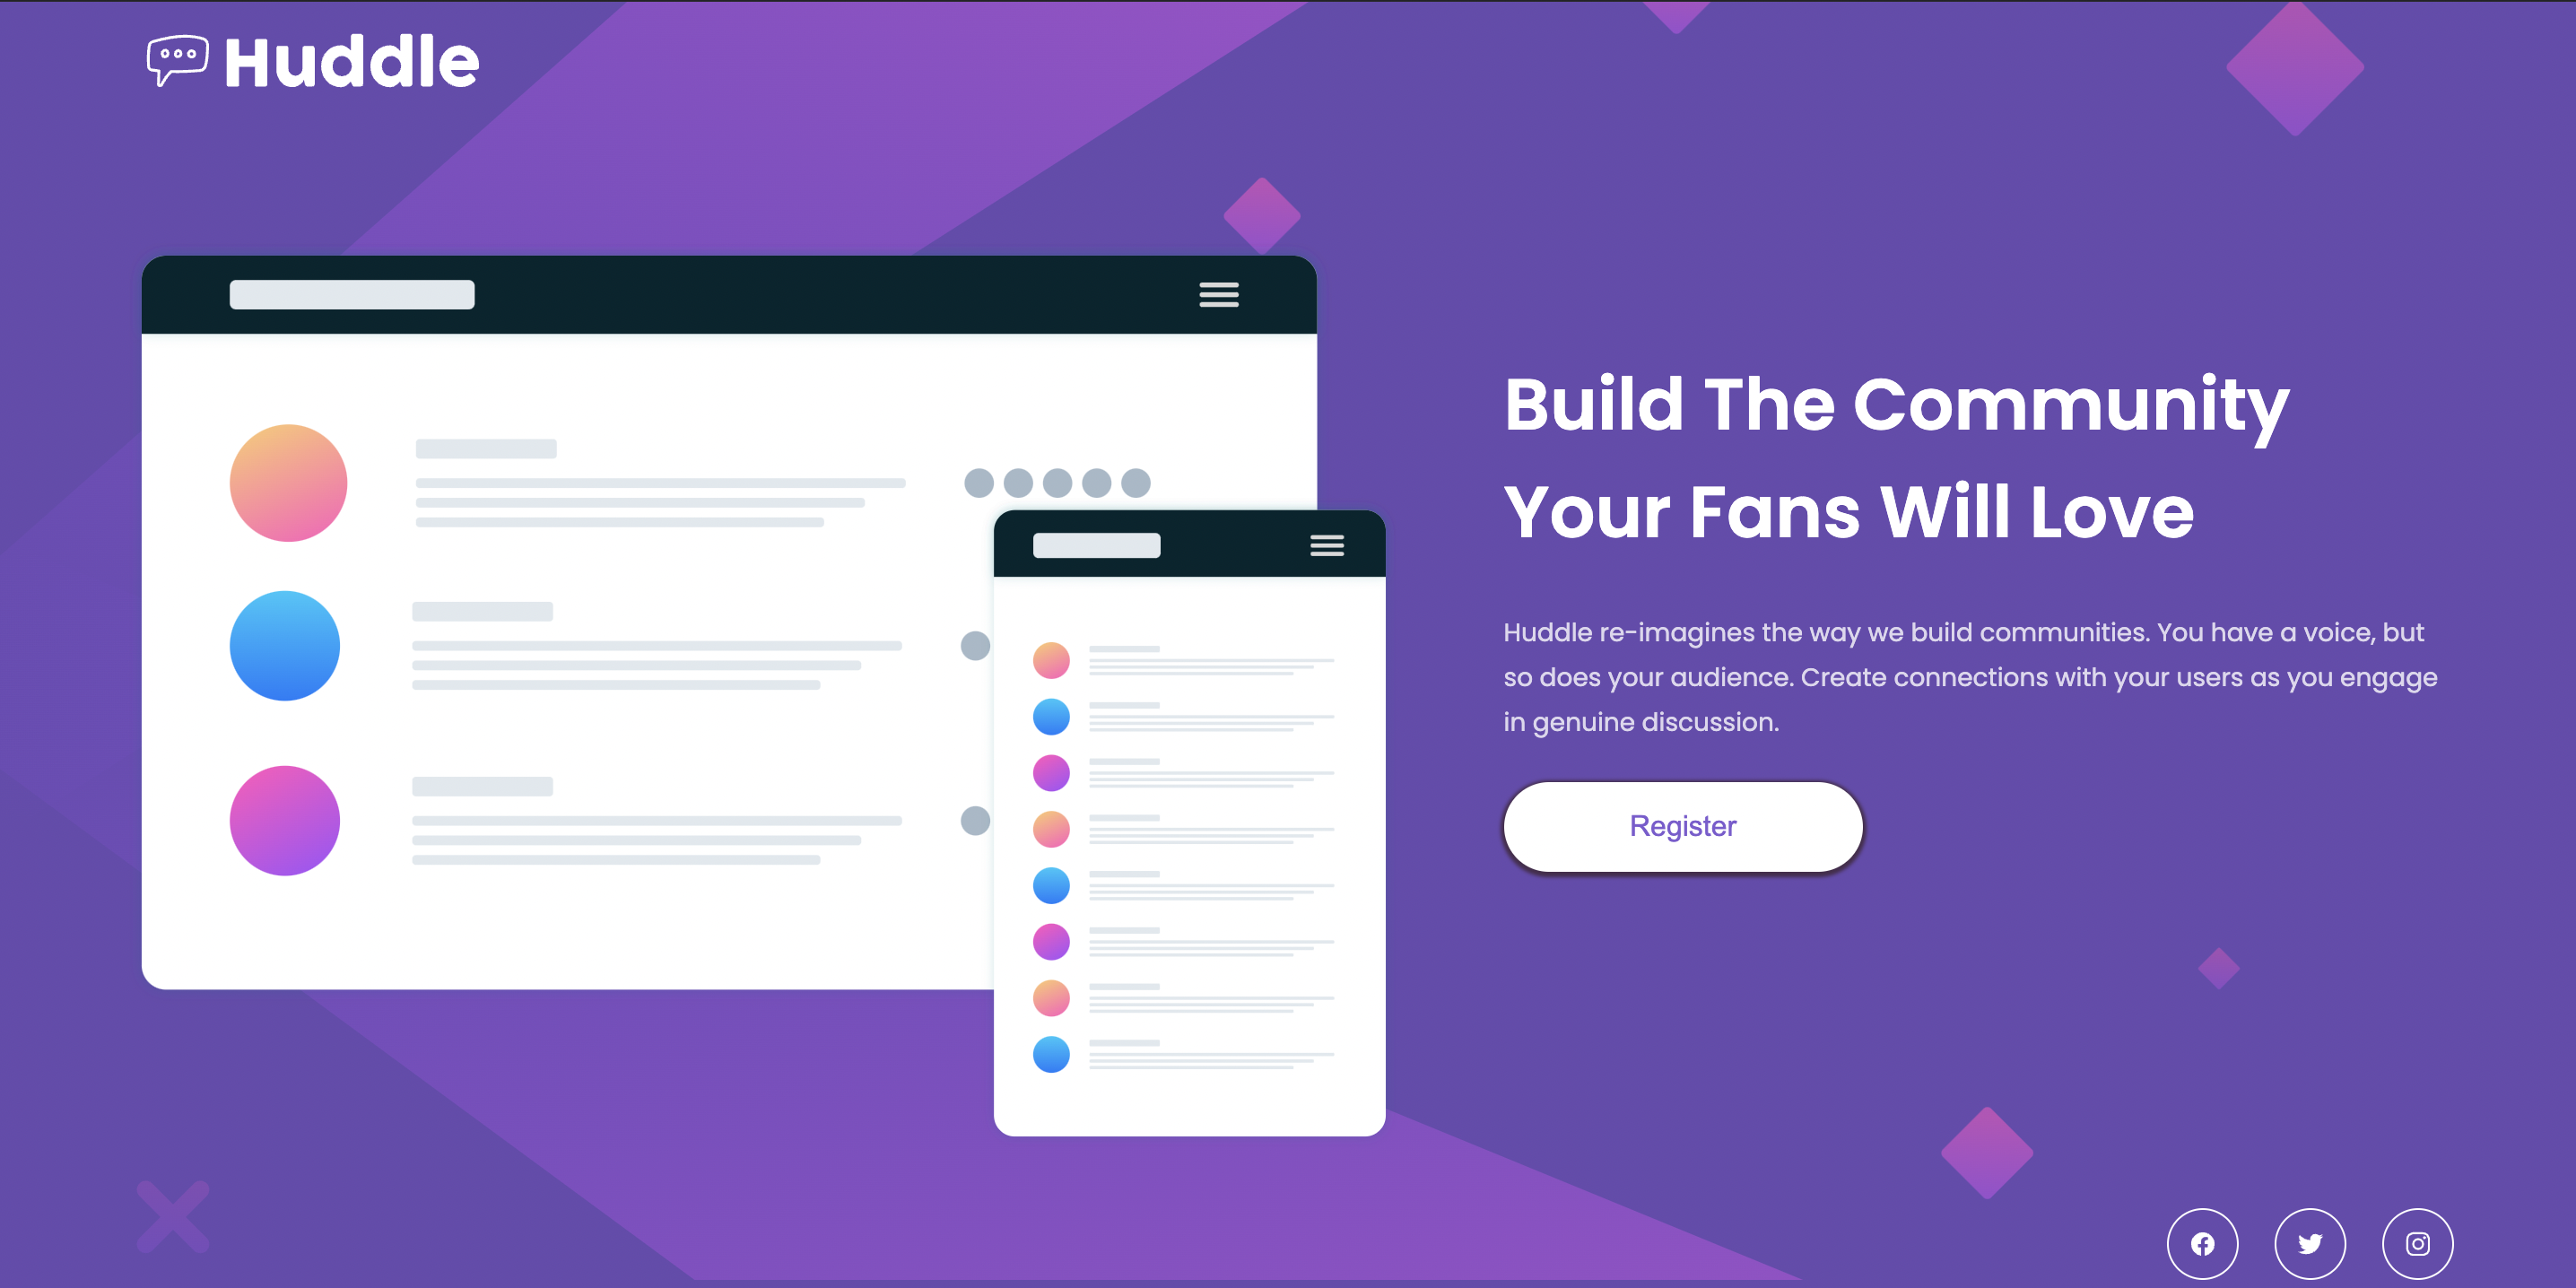 Huddle
Build The Community
Your Fans Will Love
Huddle re-imagines the way we build communities. You have a voice, but
so does your audience. Create connections with your users as you engage
in genuine discussion.
Register